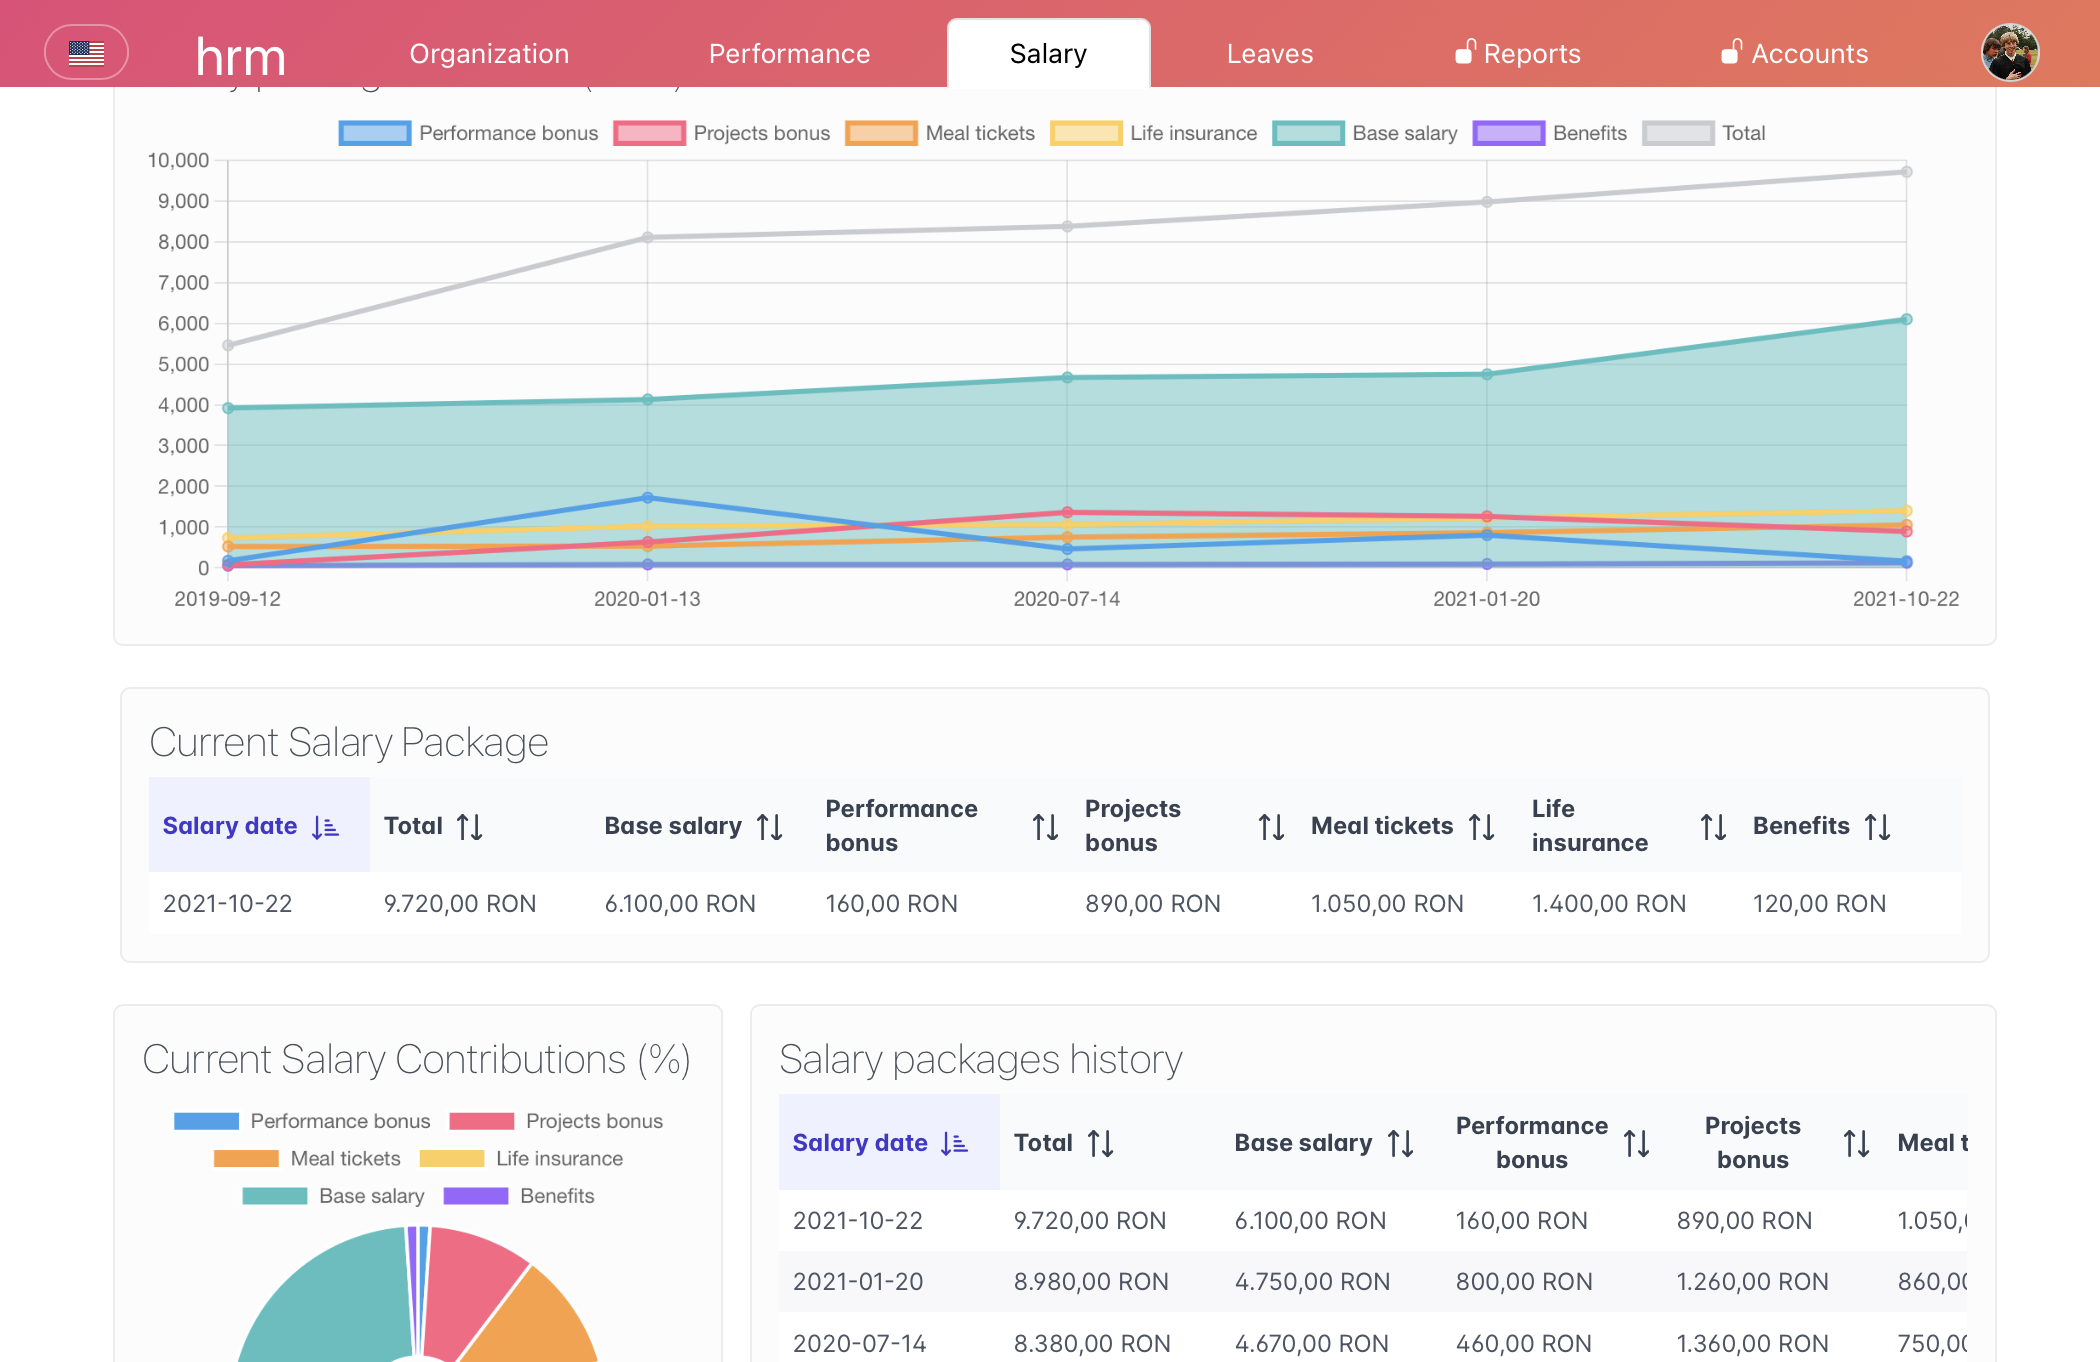 hrm Organization Performance Salary Leaves Reports Accounts
Performance bonus Projects bonus Meal tickets Life insurance Base salary Benefits Total
10,000
9,000
8,000
7,000
6,000
5,000
4,000
3,000
2,000
1,000
0
2019-09-12 2020-01-13 2020-07-14 2021-01-20 2021-10-22
Current Salary Package
Salary date Total Base salary Performance bonus Projects bonus Meal tickets Life insurance Benefits
2021-10-22 9.720,00 RON 6.100,00 RON 160,00 RON 890,00 RON 1.050,00 RON 1.400,00 RON 120,00 RON
Current Salary Contributions (%)
Performance bonus Projects bonus
Meal tickets Life insurance
Base salary Benefits
Salary packages history
Salary date Total Base salary Performance bonus Projects bonus Meal t
2021-10-22 9.720,00 RON 6.100,00 RON 160,00 RON 890,00 RON 1.050,
2021-01-20 8.980,00 RON 4.750,00 RON 800,00 RON 1.260,00 RON 860,0
2020-07-14 8.380,00 RON 4.670,00 RON 460,00 RON 1.360,00 RON 750,0